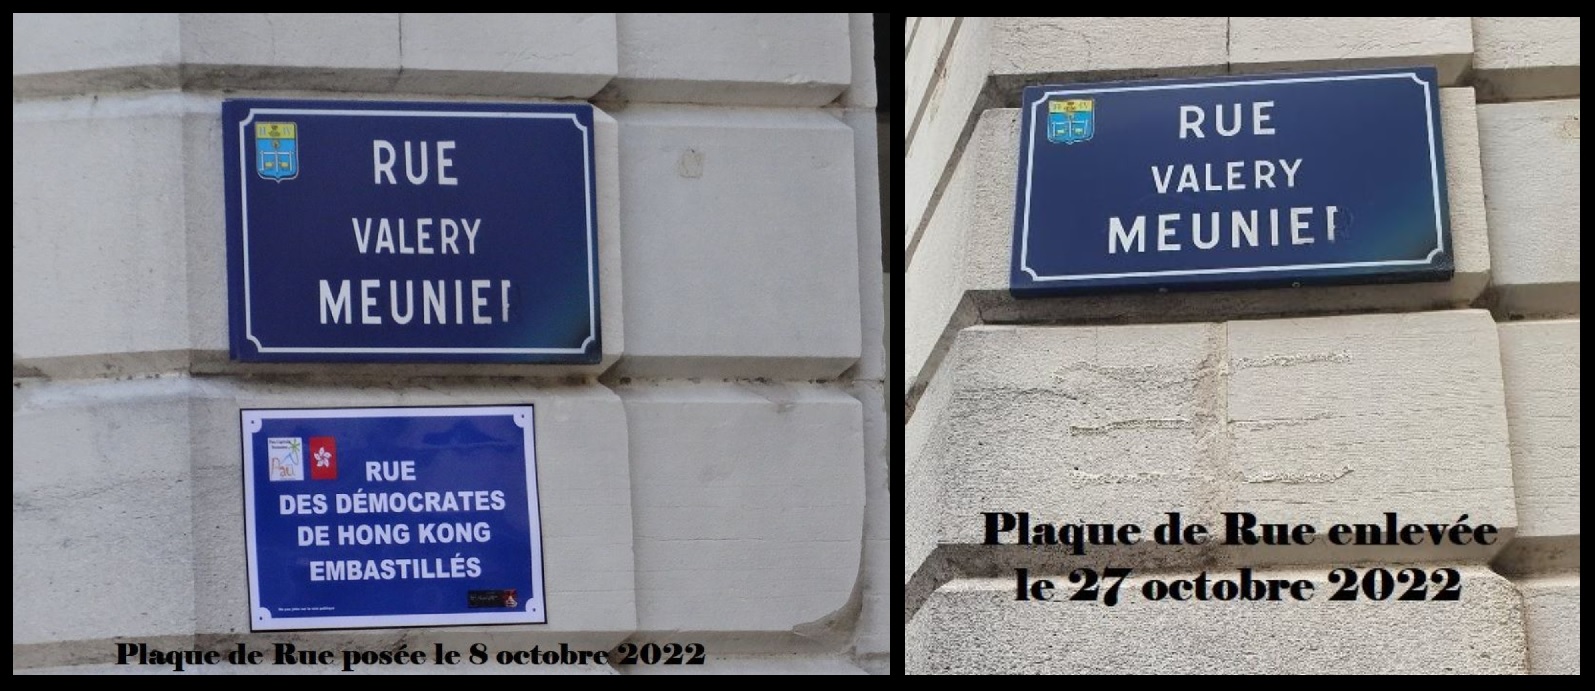 RUE
VALERY
MEUNIER
RUE
DES DÉMOCRATES
DE HONG KONG
EMBASTILLÉS
Plaque de Rue posée le 8 octobre 2022
RUE
VALERY
MEUNIER
Plaque de Rue enlevée
le 27 octobre 2022